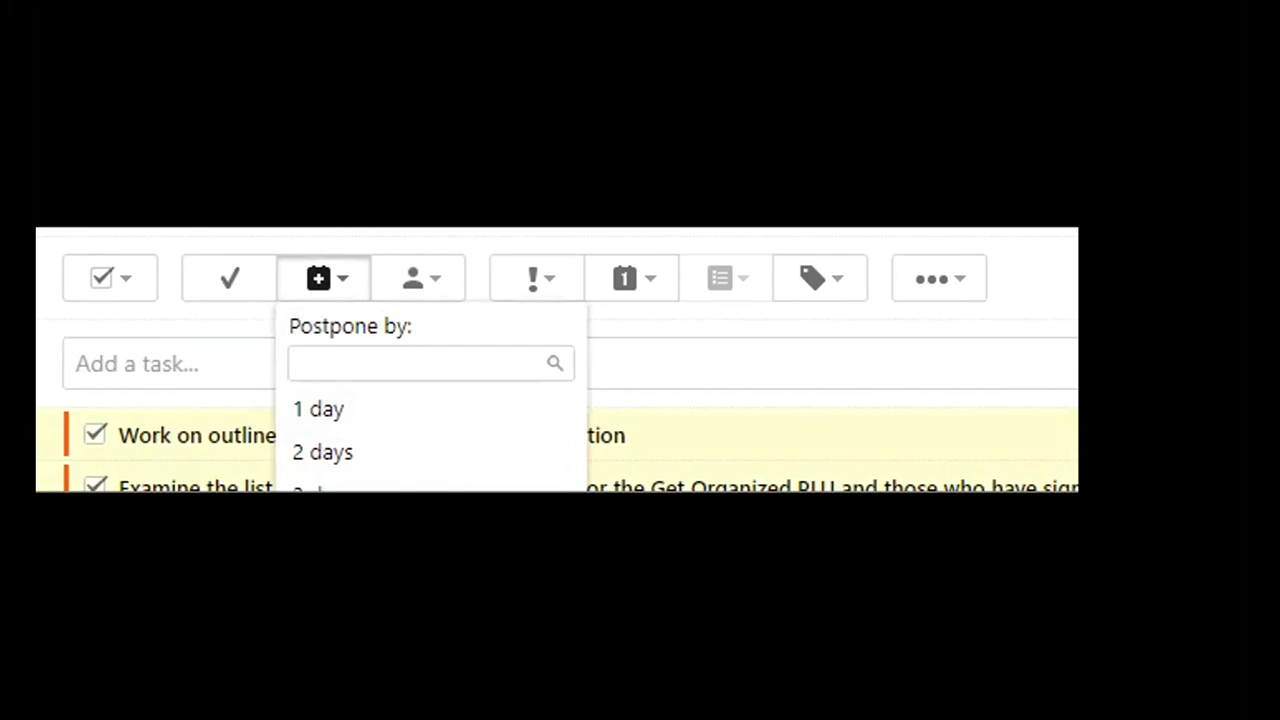 1
Postpone by:
Add a task...
1 day
Work on outline tion
2 days
Examine the list or the Get Organized PLU and those who have sign